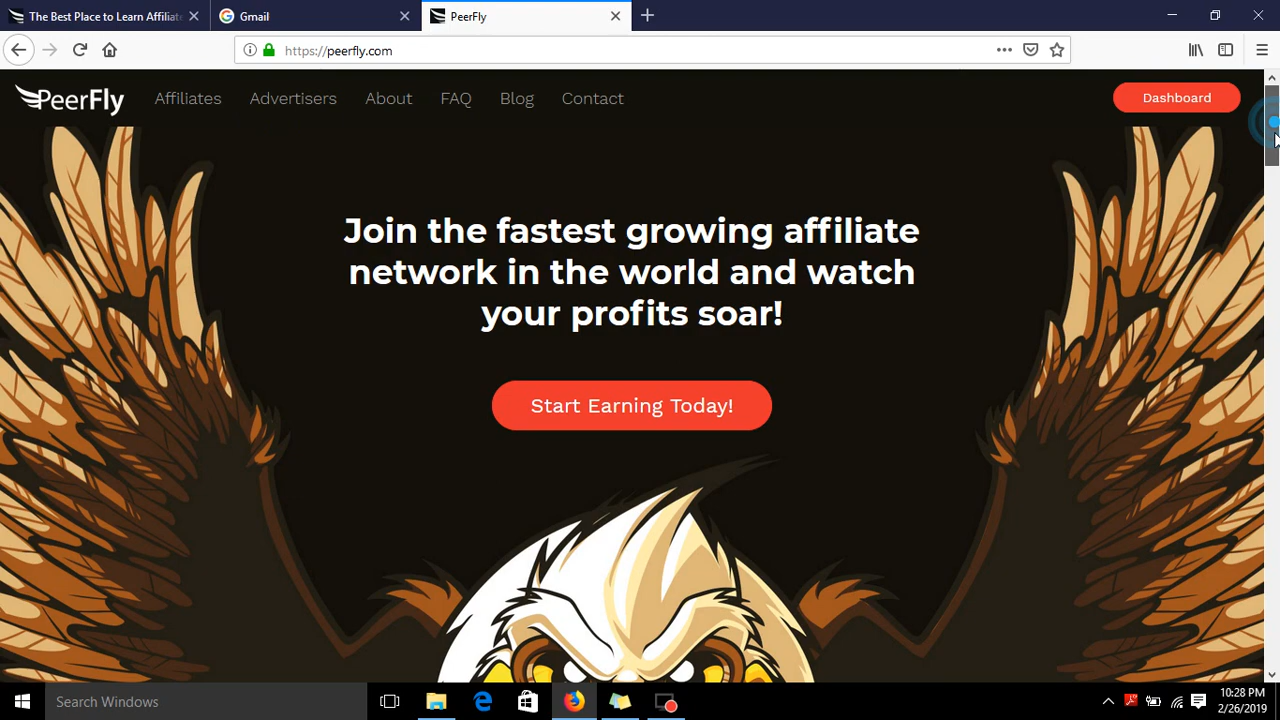 The Best Place to Learn Affiliate
Gmail
PeerFly
https://peerfly.com
PeerFly
Affiliates
Advertisers
About
FAQ
Blog
Contact
Dashboard
Join the fastest growing affiliate
network in the world and watch
your profits soar!
Start Earning Today!
Search Windows
10:28 PM
2/26/2019